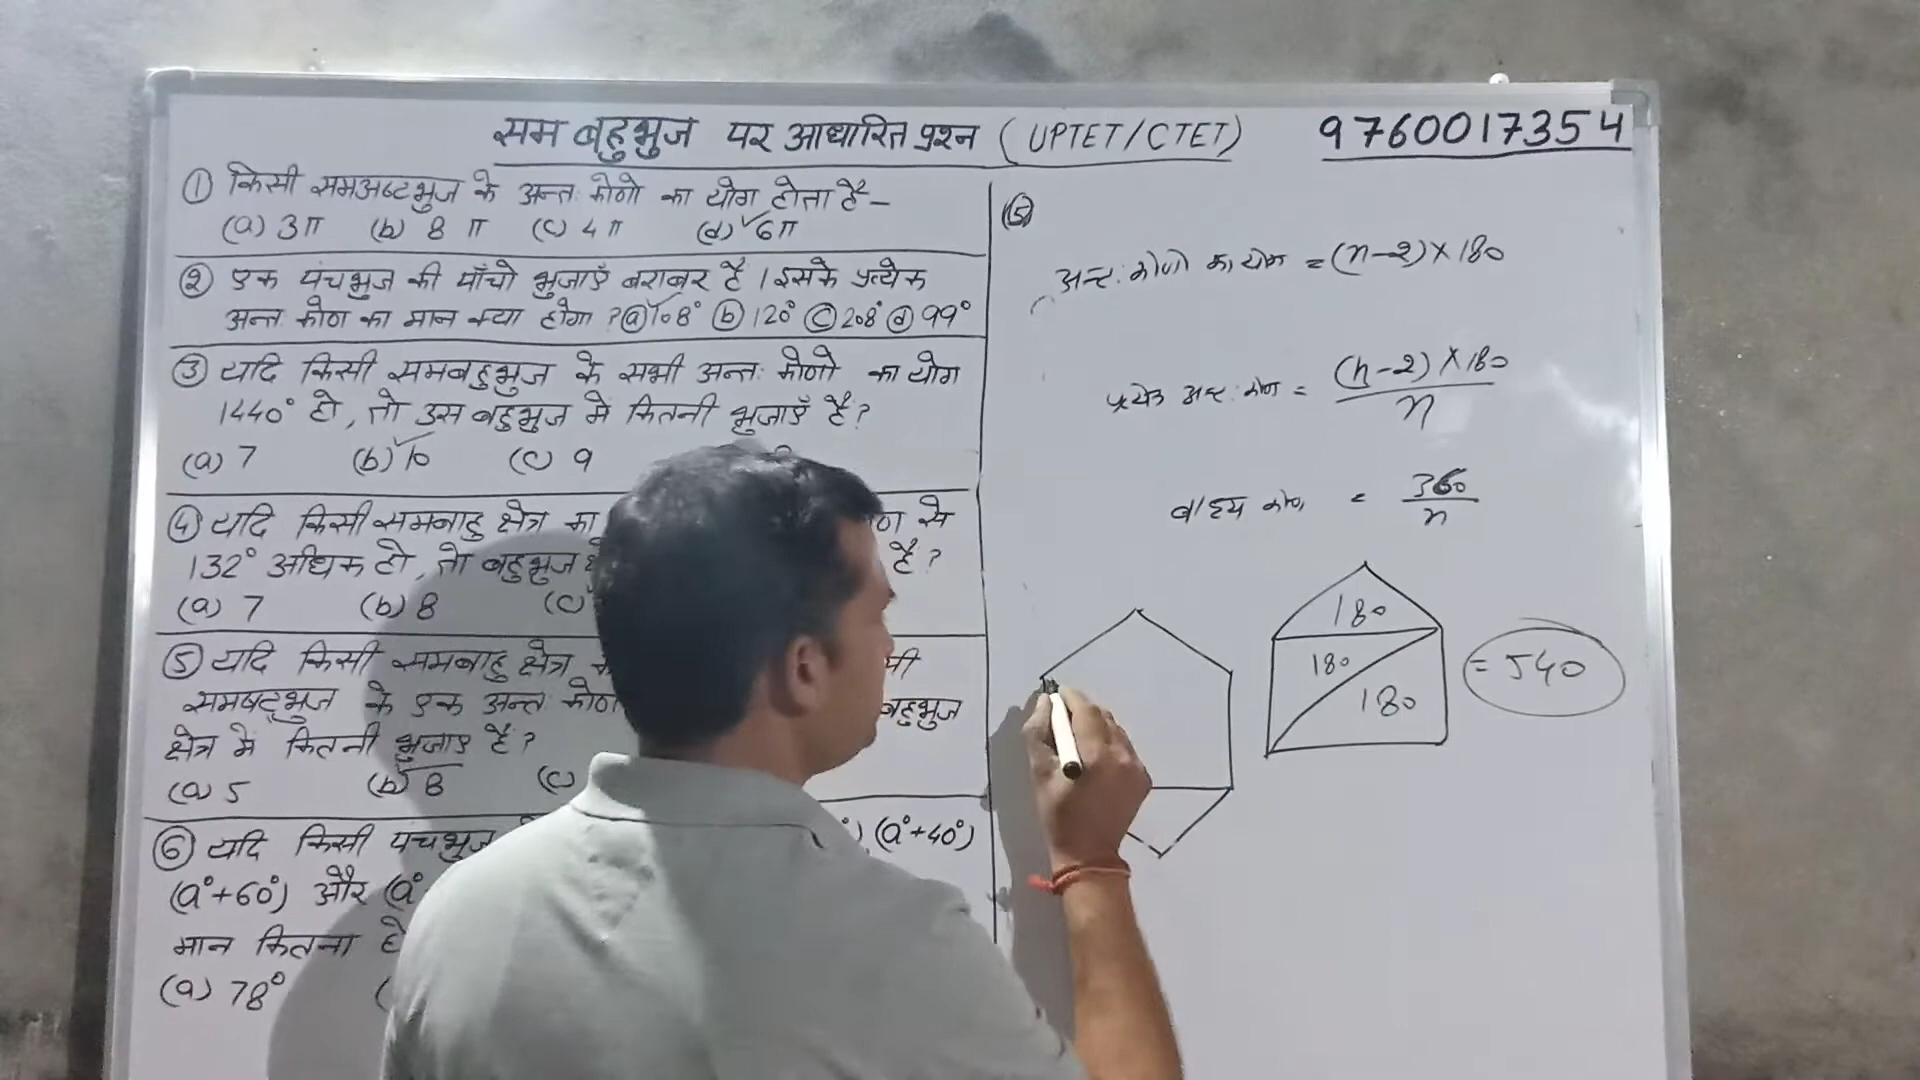 सम बहुभुज पर आधारित प्रश्न (UPTET/CTET) 9760017354
① किसी समअष्टभुज के अन्तः कोणो का योग होता है-
(a) 3π (b) 8π (c) 4π (d) 6π
② एक पंचभुज की पाँचो भुजाएँ बराबर हैं । इसके प्रत्येक
अन्तः कोण का मान क्या होगा ? ⓐ 108° ⓑ 120° ⓒ 208° ⓓ 99°
③ यदि किसी समबहुभुज के सभी अन्तः कोणो का योग
1440° हो, तो उस बहुभुज में कितनी भुजाएँ है?
(a) 7 (b) 10 (c) 9
④ यदि किसी समबाहु क्षेत्र का से
132° अधिक हो, तो बहुभुज है?
(a) 7 (b) 8 (c)
⑤ यदि किसी समबाहु क्षेत्र
समषट्भुज के एक अन्तः कोण बहुभुज
क्षेत्र में कितनी भुजाए है?
(a) 5 (b) 8 (c)
⑥ यदि किसी पंचभुज (a°+40°)
(a°+60°) और (a°
मान कितना
(a) 78° (
⑤
अन्तः कोणो का योग = (n-2)×180
प्रत्येक अन्तः कोण = (n-2)×180 / n
बाह्य कोण = 360 / n
180
180
180
= 540